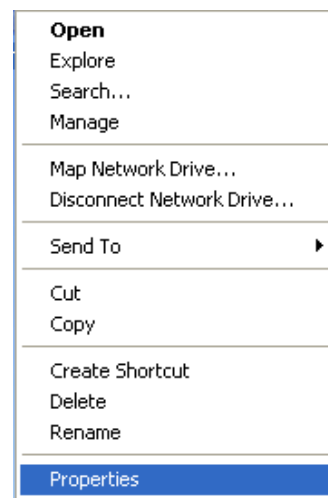 Open
Explore
Search...
Manage
Map Network Drive...
Disconnect Network Drive...
Send To
Cut
Copy
Create Shortcut
Delete
Rename
Properties